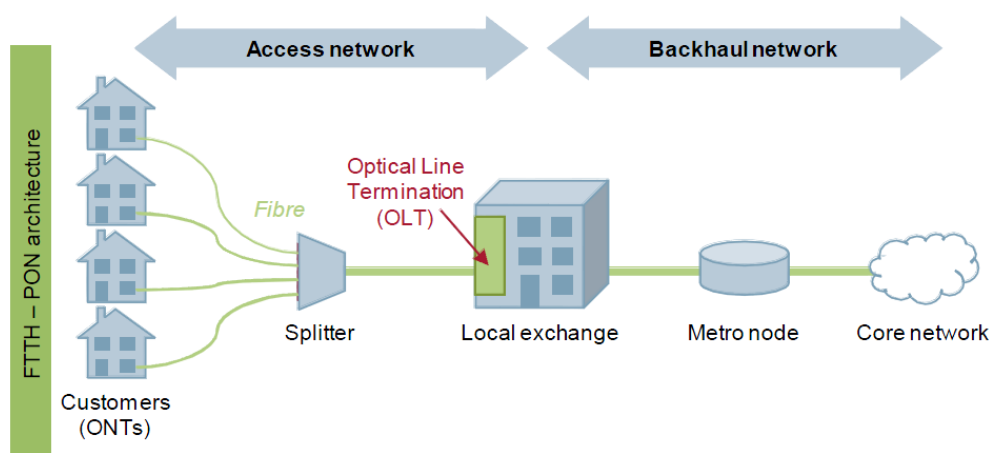 Access network
Backhaul network
FTTH – PON architecture
Optical Line
Termination
(OLT)
Fibre
Splitter
Local exchange
Metro node
Core network
Customers
(ONTs)